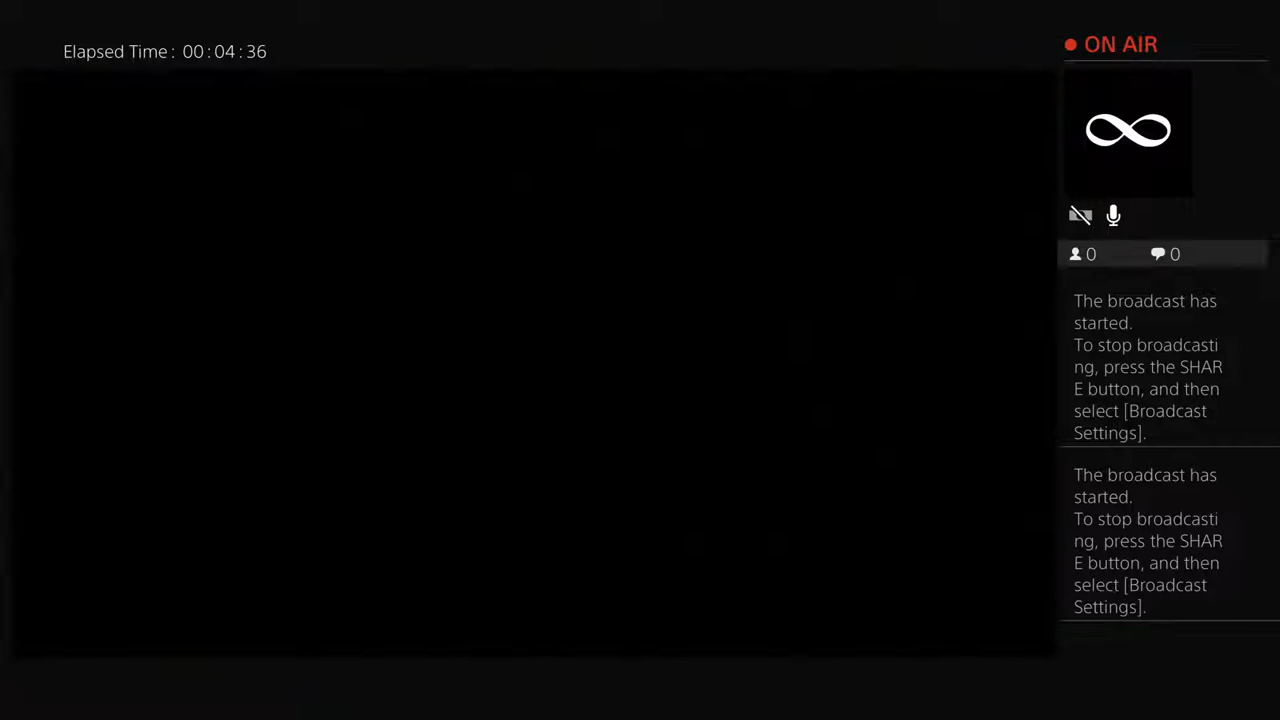 Elapsed Time: 00:04:36
ON AIR
0 0
The broadcast has
started.
To stop broadcasti
ng, press the SHAR
E button, and then
select [Broadcast
Settings].
The broadcast has
started.
To stop broadcasti
ng, press the SHAR
E button, and then
select [Broadcast
Settings].